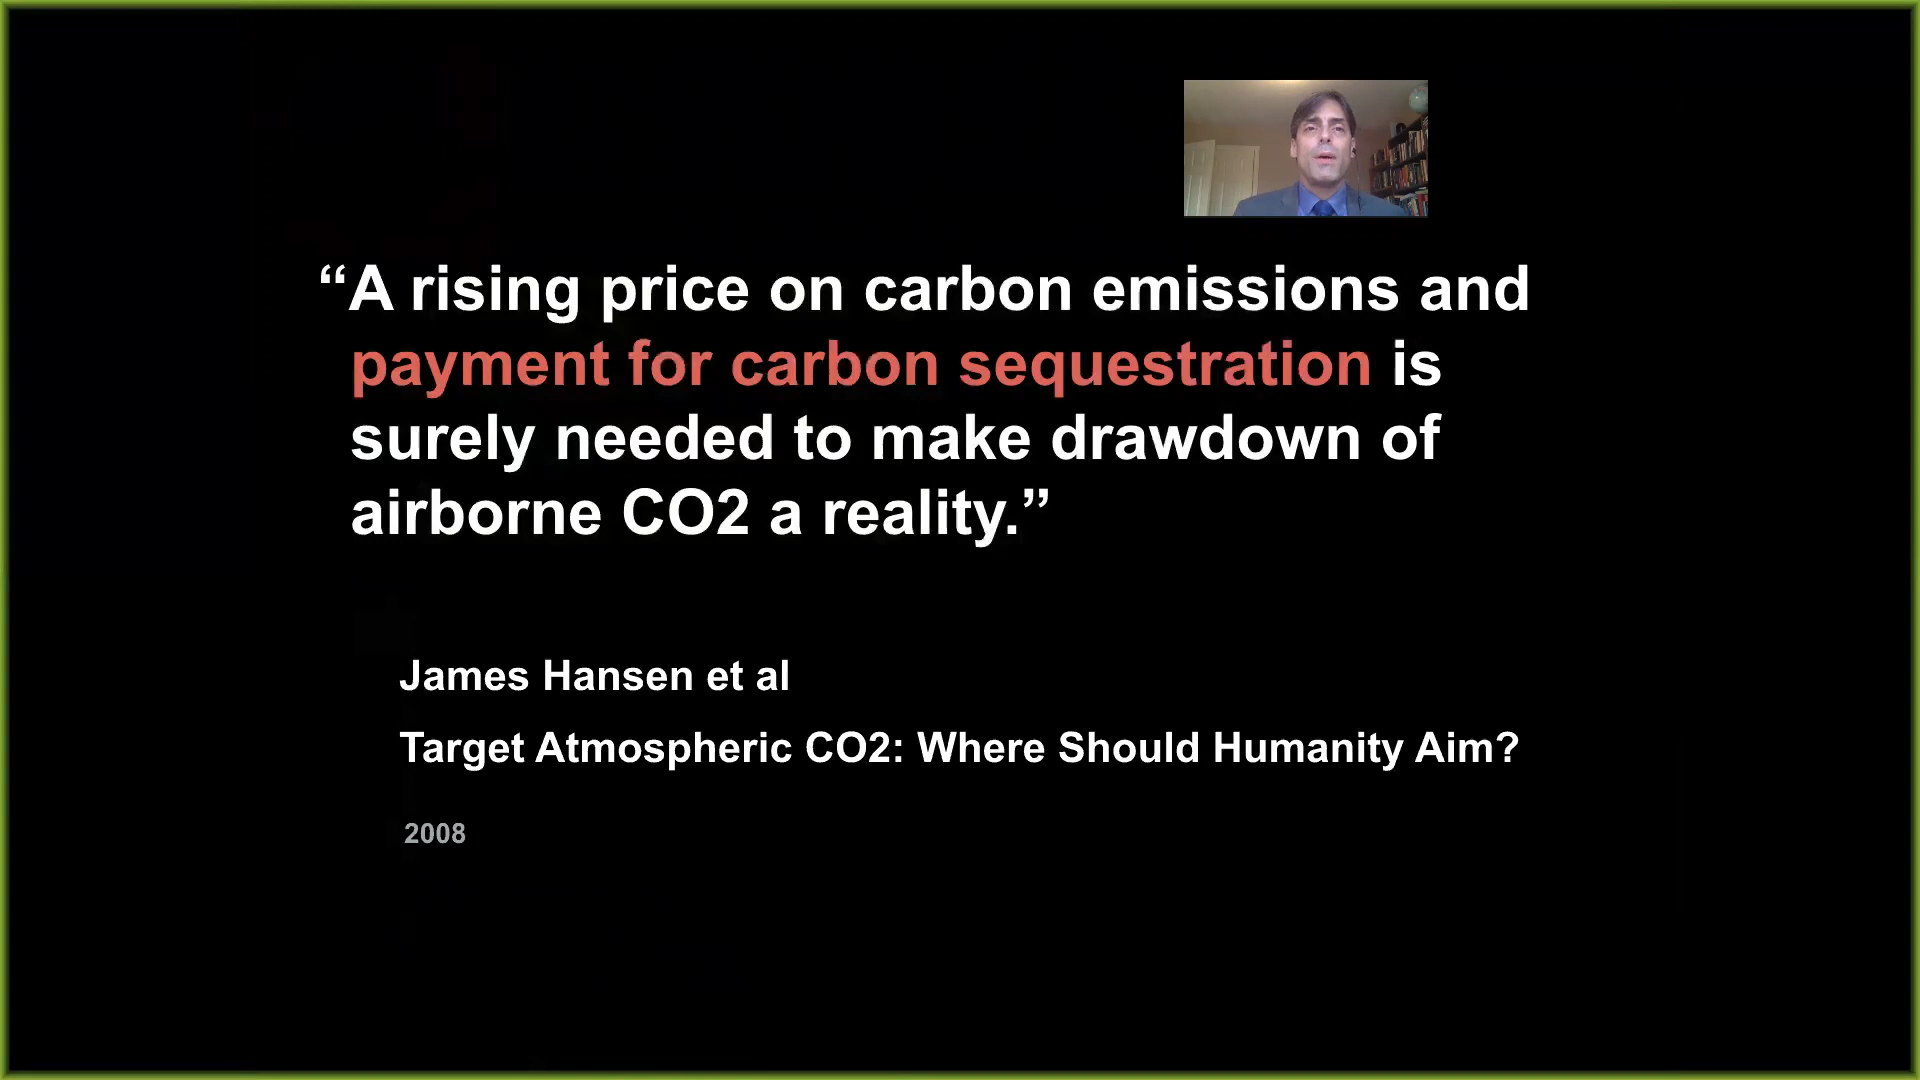 “A rising price on carbon emissions and
payment for carbon sequestration is
surely needed to make drawdown of
airborne CO2 a reality.”
James Hansen et al
Target Atmospheric CO2: Where Should Humanity Aim?
2008